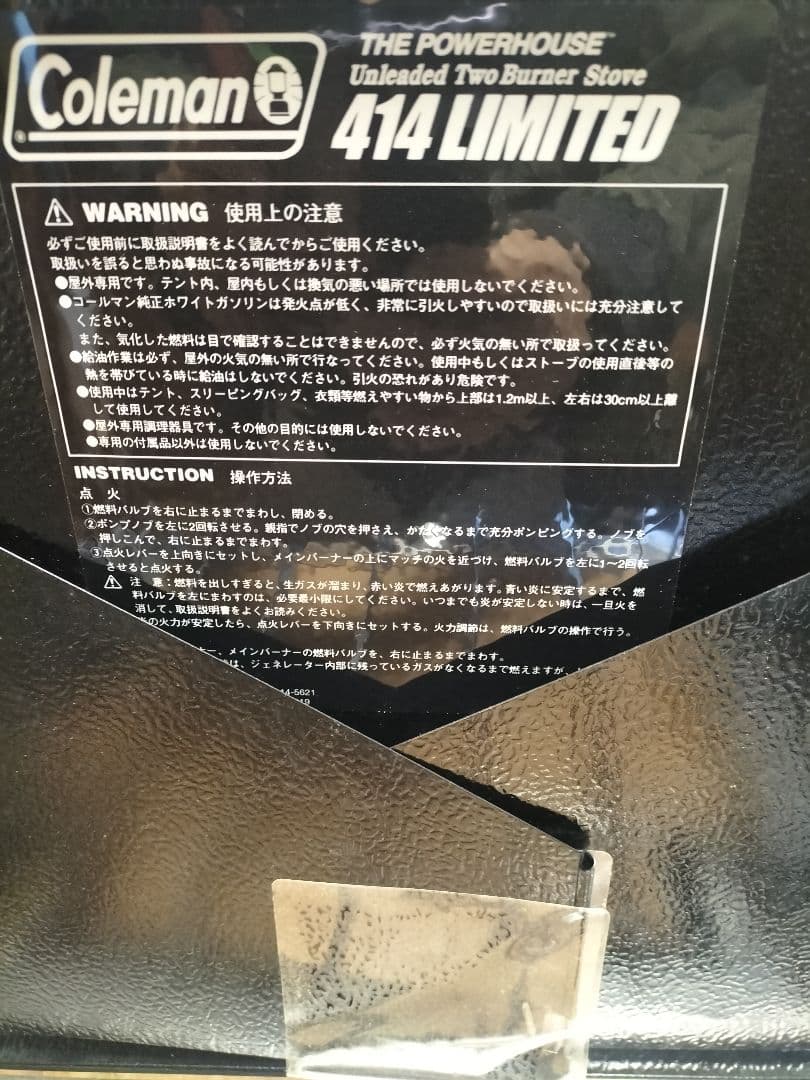 Coleman
THE POWERHOUSE™
Unleaded Two Burner Stove
414 LIMITED
WARNING 使用上の注意
必ずご使用前に取扱説明書をよく読んでからご使用ください。
取扱いを誤ると思わぬ事故になる可能性があります。
●屋外専用です。テント内、屋内もしくは換気の悪い場所では使用しないでください。
●コールマン純正ホワイトガソリンは発火点が低く、非常に引火しやすいので取扱いには充分注意して
ください。
また、気化した燃料は目で確認することはできませんので、必ず火気の無い所で取扱ってください。
●給油作業は必ず、屋外の火気の無い所で行なってください。使用中もしくはストーブの使用直後等の
熱を帯びている時に給油はしないでください。引火の恐れがあり危険です。
●使用中はテント、スリーピングバッグ、衣類等燃えやすい物から上部は1.2m以上、左右は30cm以上離
して使用してください。
●屋外専用調理器具です。その他の目的には使用しないでください。
●専用の付属品以外は使用しないでください。
INSTRUCTION 操作方法
点 火
①燃料バルブを右に止まるまでまわし、閉める。
②ポンプノブを左に2回転させる。親指でノブの穴を押さえ、かたくなるまで充分ポンピングする。ノブを
押しこんで、右に止まるまでまわす。
③点火レバーを上向きにセットし、メインバーナーの上にマッチの火を近づけ、燃料バルブを左に1〜2回転
させると点火する。
注 意:燃料を出しすぎると、生ガスが溜まり、赤い炎で燃えあがります。青い炎に安定するまで、燃
料バルブを左にまわすのは、必要最小限にしてください。いつまでも炎が安定しない時は、一旦火を
消して、取扱説明書をよくお読みください。
の火力が安定したら、点火レバーを下向きにセットする。火力調節は、燃料バルブの操作で行う。
ー、メインバーナーの燃料バルブを、右に止まるまでまわす。
は、ジェネレーター内部に残っているガスがなくなるまで燃えますが、
44-5621